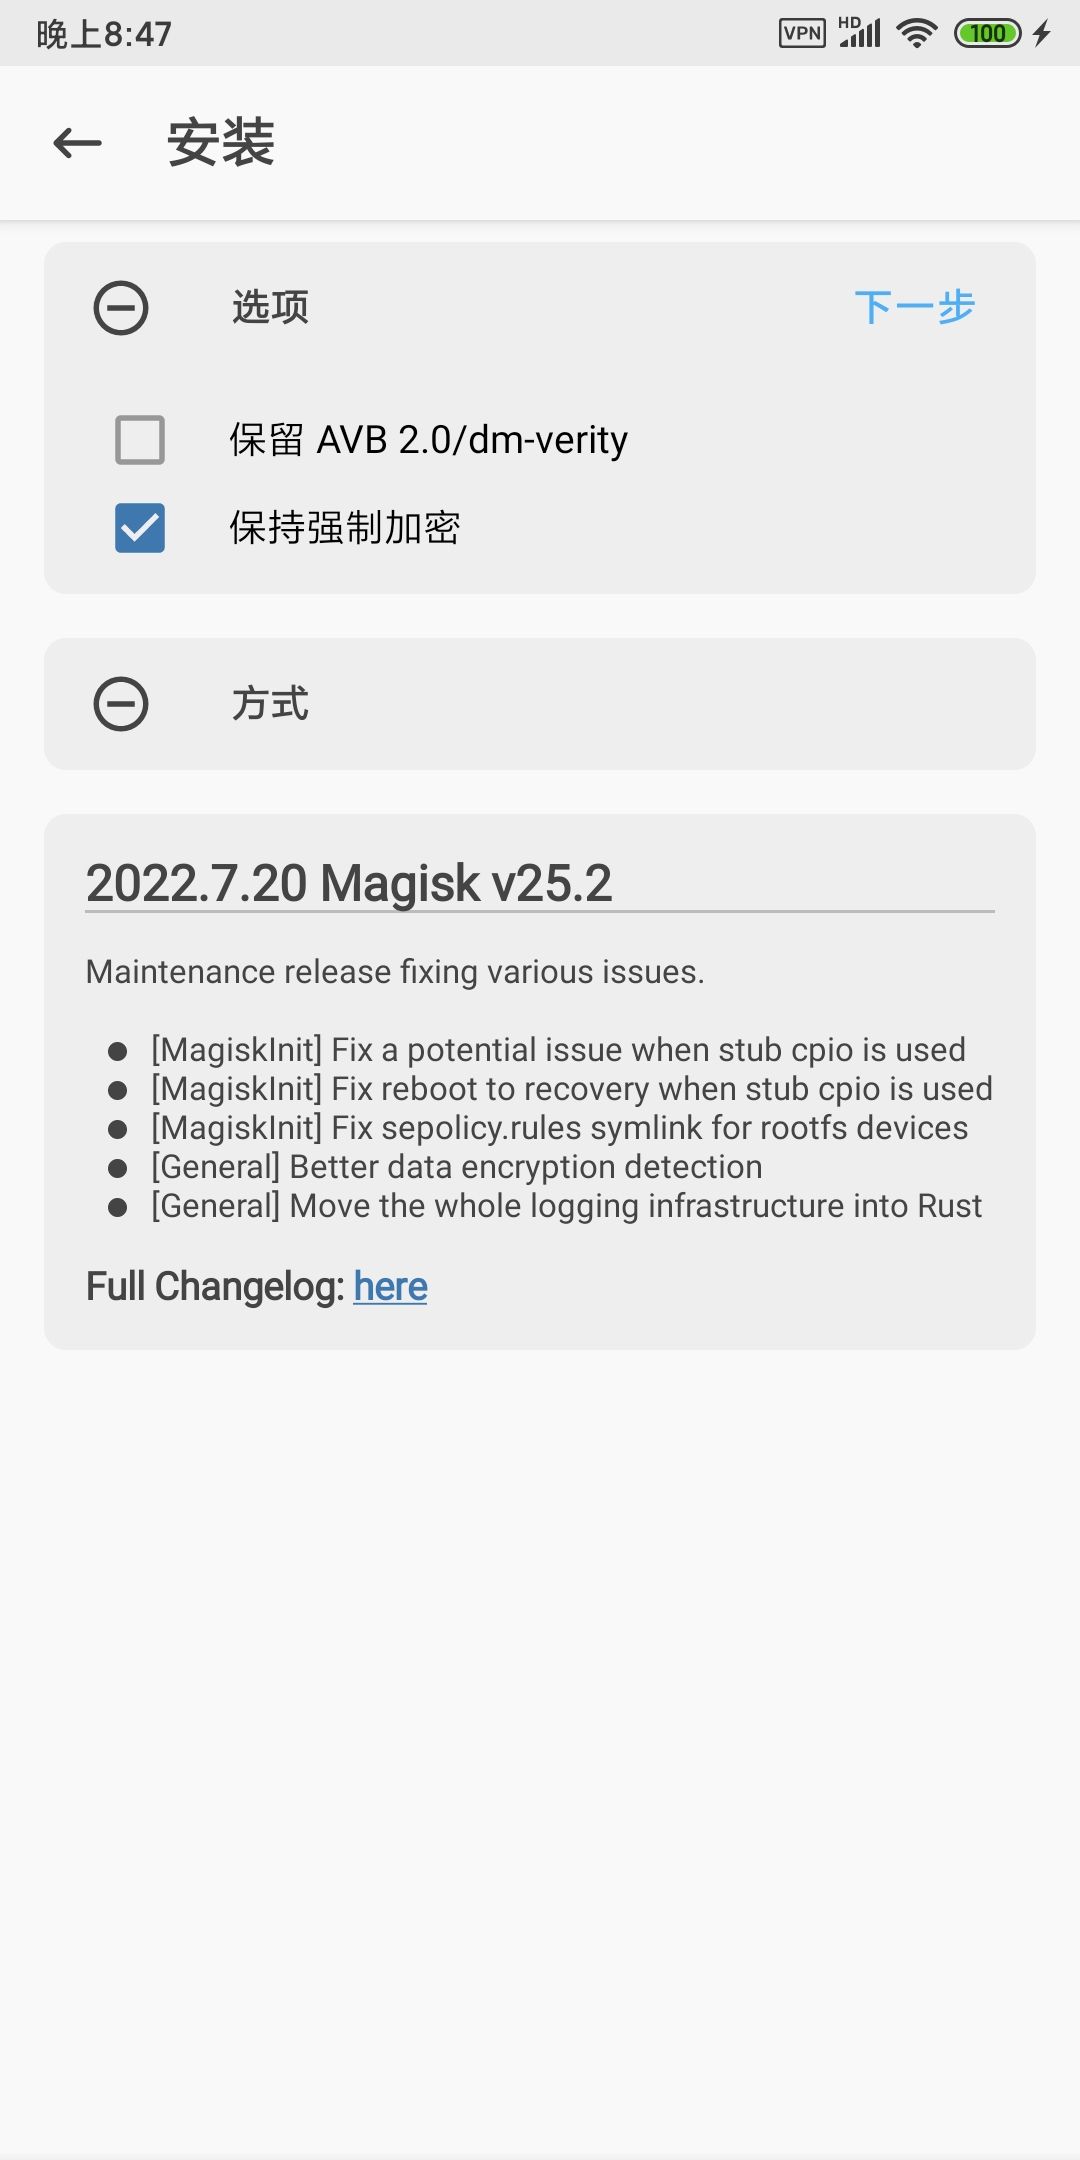 晚上8:47
VPN HD 100
安装
选项 下一步
保留 AVB 2.0/dm-verity
保持强制加密
方式
2022.7.20 Magisk v25.2
Maintenance release fixing various issues.
[MagiskInit] Fix a potential issue when stub cpio is used
[MagiskInit] Fix reboot to recovery when stub cpio is used
[MagiskInit] Fix sepolicy.rules symlink for rootfs devices
[General] Better data encryption detection
[General] Move the whole logging infrastructure into Rust
Full Changelog: here